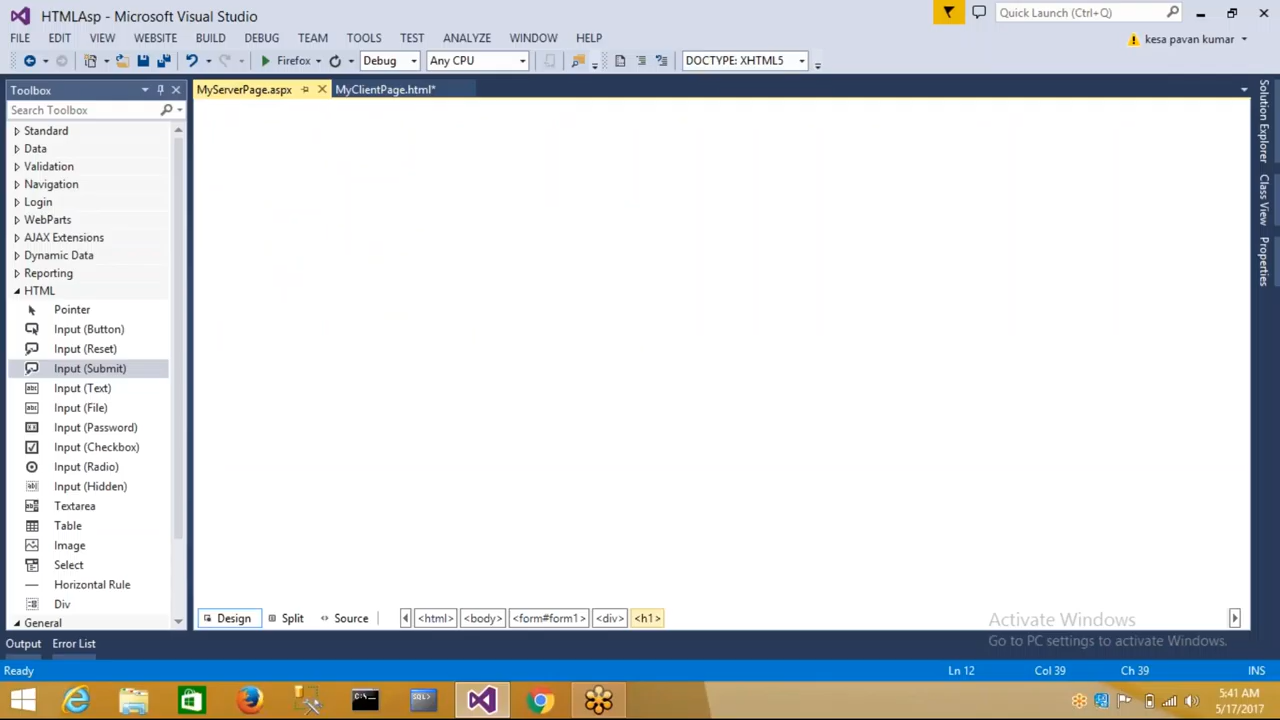 HTMLAsp - Microsoft Visual Studio
Quick Launch (Ctrl+Q)
FILE EDIT VIEW WEBSITE BUILD DEBUG TEAM TOOLS TEST ANALYZE WINDOW HELP
kesa pavan kumar
Firefox Debug Any CPU DOCTYPE: XHTML5
Toolbox
MyServerPage.aspx MyClientPage.html*
Search Toolbox
Standard
Data
Validation
Navigation
Login
WebParts
AJAX Extensions
Dynamic Data
Reporting
HTML
Pointer
Input (Button)
Input (Reset)
Input (Submit)
Input (Text)
Input (File)
Input (Password)
Input (Checkbox)
Input (Radio)
Input (Hidden)
Textarea
Table
Image
Select
Horizontal Rule
Div
General
Solution Explorer
Class View
Properties
Design Split Source <html> <body> <form#form1> <div> <h1>
Activate Windows
Go to PC settings to activate Windows.
Output Error List
Ready Ln 12 Col 39 Ch 39 INS
5:41 AM
5/17/2017